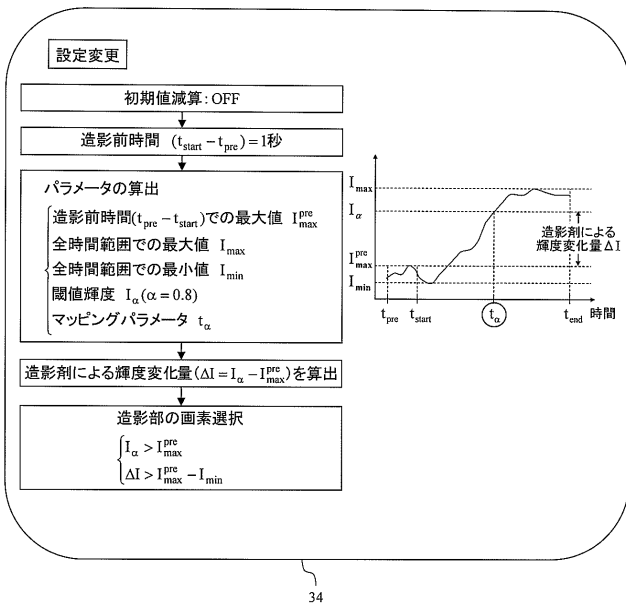 設定変更
初期値減算：OFF
造影前時間 (t_start − t_pre) = 1秒
パラメータの算出
造影前時間(t_pre − t_start)での最大値 I_max^pre
全時間範囲での最大値 I_max
全時間範囲での最小値 I_min
閾値輝度 I_α (α = 0.8)
マッピングパラメータ t_α
造影剤による輝度変化量(ΔI = I_α − I_max^pre)を算出
造影部の画素選択
I_α > I_max^pre
ΔI > I_max^pre − I_min
I_max
I_α
I_max^pre
I_min
造影剤による
輝度変化量ΔI
t_pre
t_start
t_α
t_end
時間
34